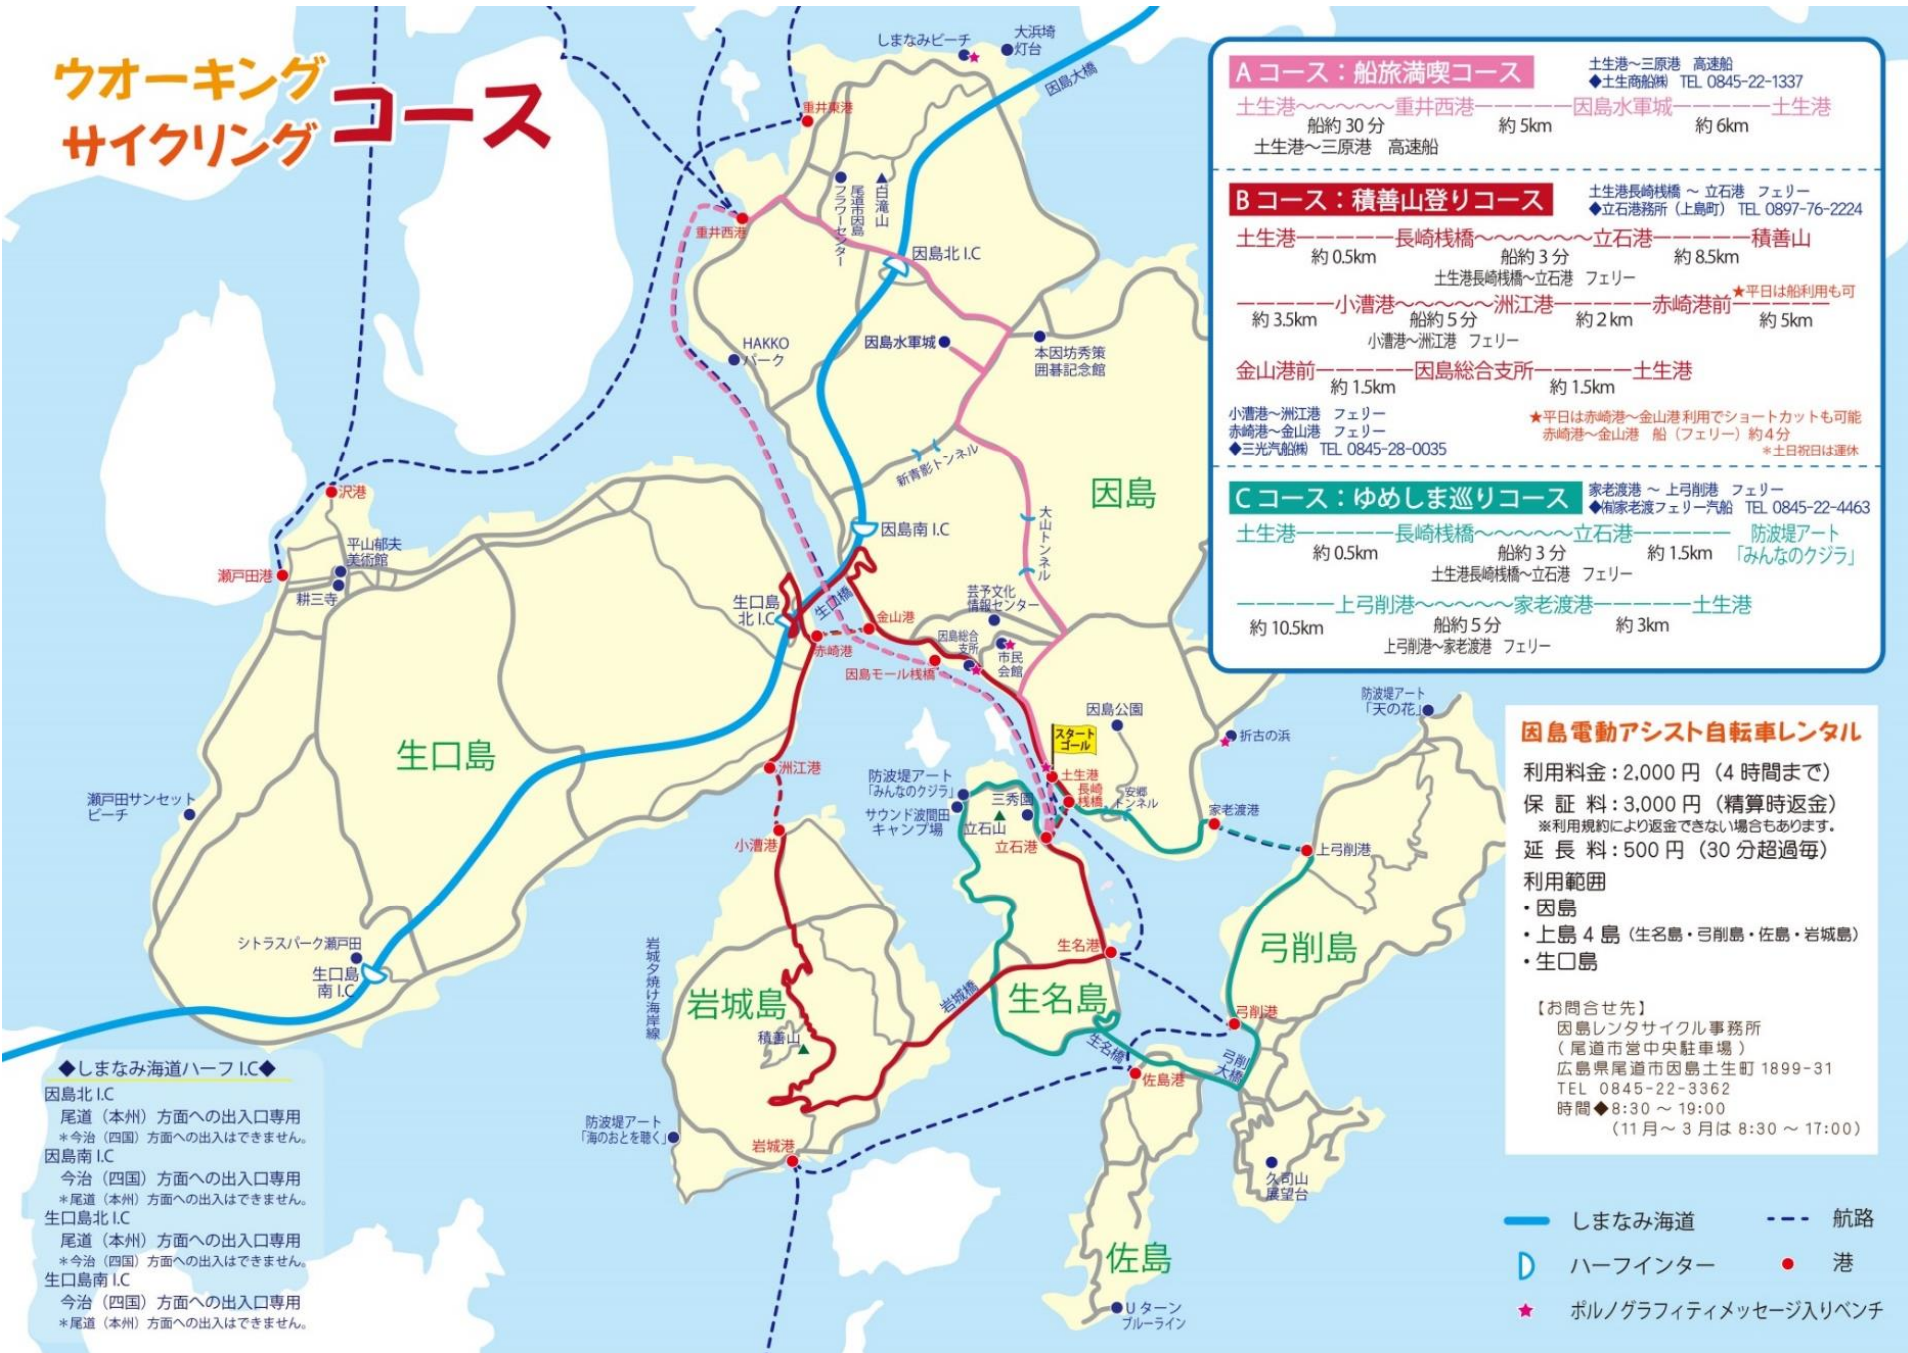 ウオーキング
サイクリング
コース
しまなみビーチ
大浜埼
灯台
因島大橋
重井東港
尾道市因島
フラワーセンター
白滝山
重井西港
因島北 I.C
HAKKO
パーク
因島水軍城
本因坊秀策
囲碁記念館
新青影トンネル
因島
大山トンネル
因島南 I.C
沢港
平山郁夫
美術館
瀬戸田港
耕三寺
生口島
北 I.C
生口橋
金山港
赤崎港
芸予文化
情報センター
因島総合
支所
市民
会館
因島モール桟橋
因島公園
スタート
ゴール
折古の浜
防波堤アート
「天の花」
生口島
洲江港
瀬戸田サンセット
ビーチ
防波堤アート
「みんなのクジラ」
サウンド波間田
キャンプ場
三秀園
立石山
立石港
土生港
長崎
桟橋
安郷
トンネル
家老渡港
上弓削港
小漕港
シトラスパーク瀬戸田
生口島
南 I.C
岩城夕焼け海岸線
岩城島
積善山
岩城橋
生名港
生名島
弓削島
弓削港
生名橋
弓削
大橋
佐島港
防波堤アート
「海のおとを聴く」
岩城港
久司山
展望台
佐島
U ターン
ブルーライン
A コース：船旅満喫コース
土生港～三原港　高速船
◆土生商船㈱　TEL 0845-22-1337
土生港～～～～～重井西港ーーーーー因島水軍城ーーーーー土生港
船約 30 分　約 5km　約 6km
土生港～三原港　高速船
B コース：積善山登りコース
土生港長崎桟橋 ～ 立石港　フェリー
◆立石港務所（上島町） TEL 0897-76-2224
土生港ーーーーー長崎桟橋～～～～～～立石港ーーーーー積善山
約 0.5km　船約 3 分　約 8.5km
土生港長崎桟橋～立石港　フェリー
★平日は船利用も可
ーーーーー小漕港～～～～～洲江港ーーーーー赤崎港前ーーーーー
約 3.5km　船約 5 分　約 2 km　約 5km
小漕港～洲江港　フェリー
金山港前ーーーーー因島総合支所ーーーーー土生港
約 1.5km　約 1.5km
小漕港～洲江港　フェリー
赤崎港～金山港　フェリー
◆三光汽船㈱　TEL 0845-28-0035
★平日は赤崎港～金山港 利用でショートカットも可能
赤崎港～金山港　船（フェリー）約 4 分
＊土日祝日は運休
C コース：ゆめしま巡りコース
家老渡港 ～ 上弓削港　フェリー
◆㈲家老渡フェリー汽船　TEL 0845-22-4463
土生港ーーーーー長崎桟橋～～～～～立石港ーーーーー　防波堤アート
「みんなのクジラ」
約 0.5km　船約 3 分　約 1.5km
土生港長崎桟橋～立石港　フェリー
ーーーーー上弓削港～～～～～家老渡港ーーーーー土生港
約 10.5km　船約 5 分　約 3km
上弓削港～家老渡港　フェリー
因島電動アシスト自転車レンタル
利用料金：2,000 円（4 時間まで）
保 証 料：3,000 円（精算時返金）
※利用規約により返金できない場合もあります。
延 長 料：500 円（30 分超過毎）
利用範囲
・因島
・上島 4 島（生名島・弓削島・佐島・岩城島）
・生口島
【お問合せ先】
因島レンタサイクル事務所
（ 尾道市営中央駐車場 ）
広島県尾道市因島土生町 1899-31
TEL 0845-22-3362
時間◆8:30 ～ 19:00
（11 月～ 3 月は 8:30 ～ 17:00）
◆しまなみ海道ハーフ I.C◆
因島北 I.C
尾道（本州）方面への出入口専用
＊今治（四国）方面への出入はできません。
因島南 I.C
今治（四国）方面への出入口専用
＊尾道（本州）方面への出入はできません。
生口島北 I.C
尾道（本州）方面への出入口専用
＊今治（四国）方面への出入はできません。
生口島南 I.C
今治（四国）方面への出入口専用
＊尾道（本州）方面への出入はできません。
しまなみ海道
航路
ハーフインター
港
ポルノグラフィティメッセージ入りベンチ